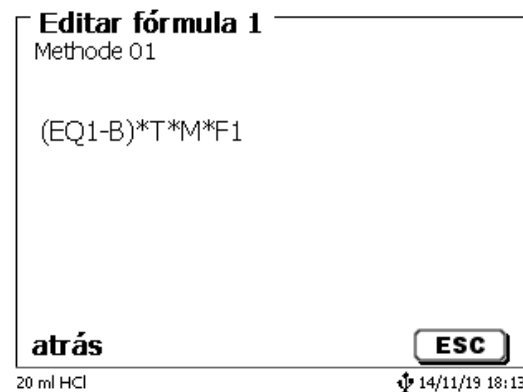 Editar fórmula 1
Methode 01
(EQ1-B)*T*M*F1
atrás
ESC
20 ml HCl
14/11/19 18:13